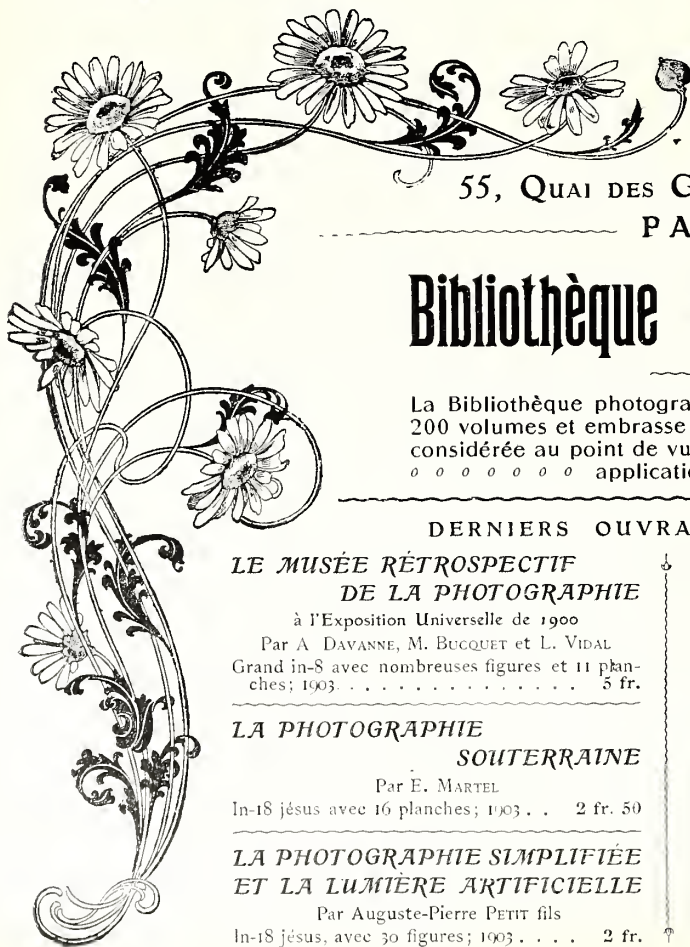 55, QUAI DES G
PA
Bibliothèque
La Bibliothèque photogra
200 volumes et embrasse
considérée au point de vu
o o o o o o o applicati
DERNIERS OUVRA
LE MUSÉE RÉTROSPECTIF
DE LA PHOTOGRAPHIE
à l'Exposition Universelle de 1900
Par A DAVANNE, M. BUCQUET et L. VIDAL
Grand in-8 avec nombreuses figures et 11 plan-
ches; 1903. . . . . . . . . . . . . . . 5 fr.
LA PHOTOGRAPHIE
SOUTERRAINE
Par E. MARTEL
In-18 jésus avec 16 planches; 1903 . . 2 fr. 50
LA PHOTOGRAPHIE SIMPLIFIÉE
ET LA LUMIÈRE ARTIFICIELLE
Par Auguste-Pierre PETIT fils
In-18 jésus, avec 30 figures; 1903 . . . . 2 fr.